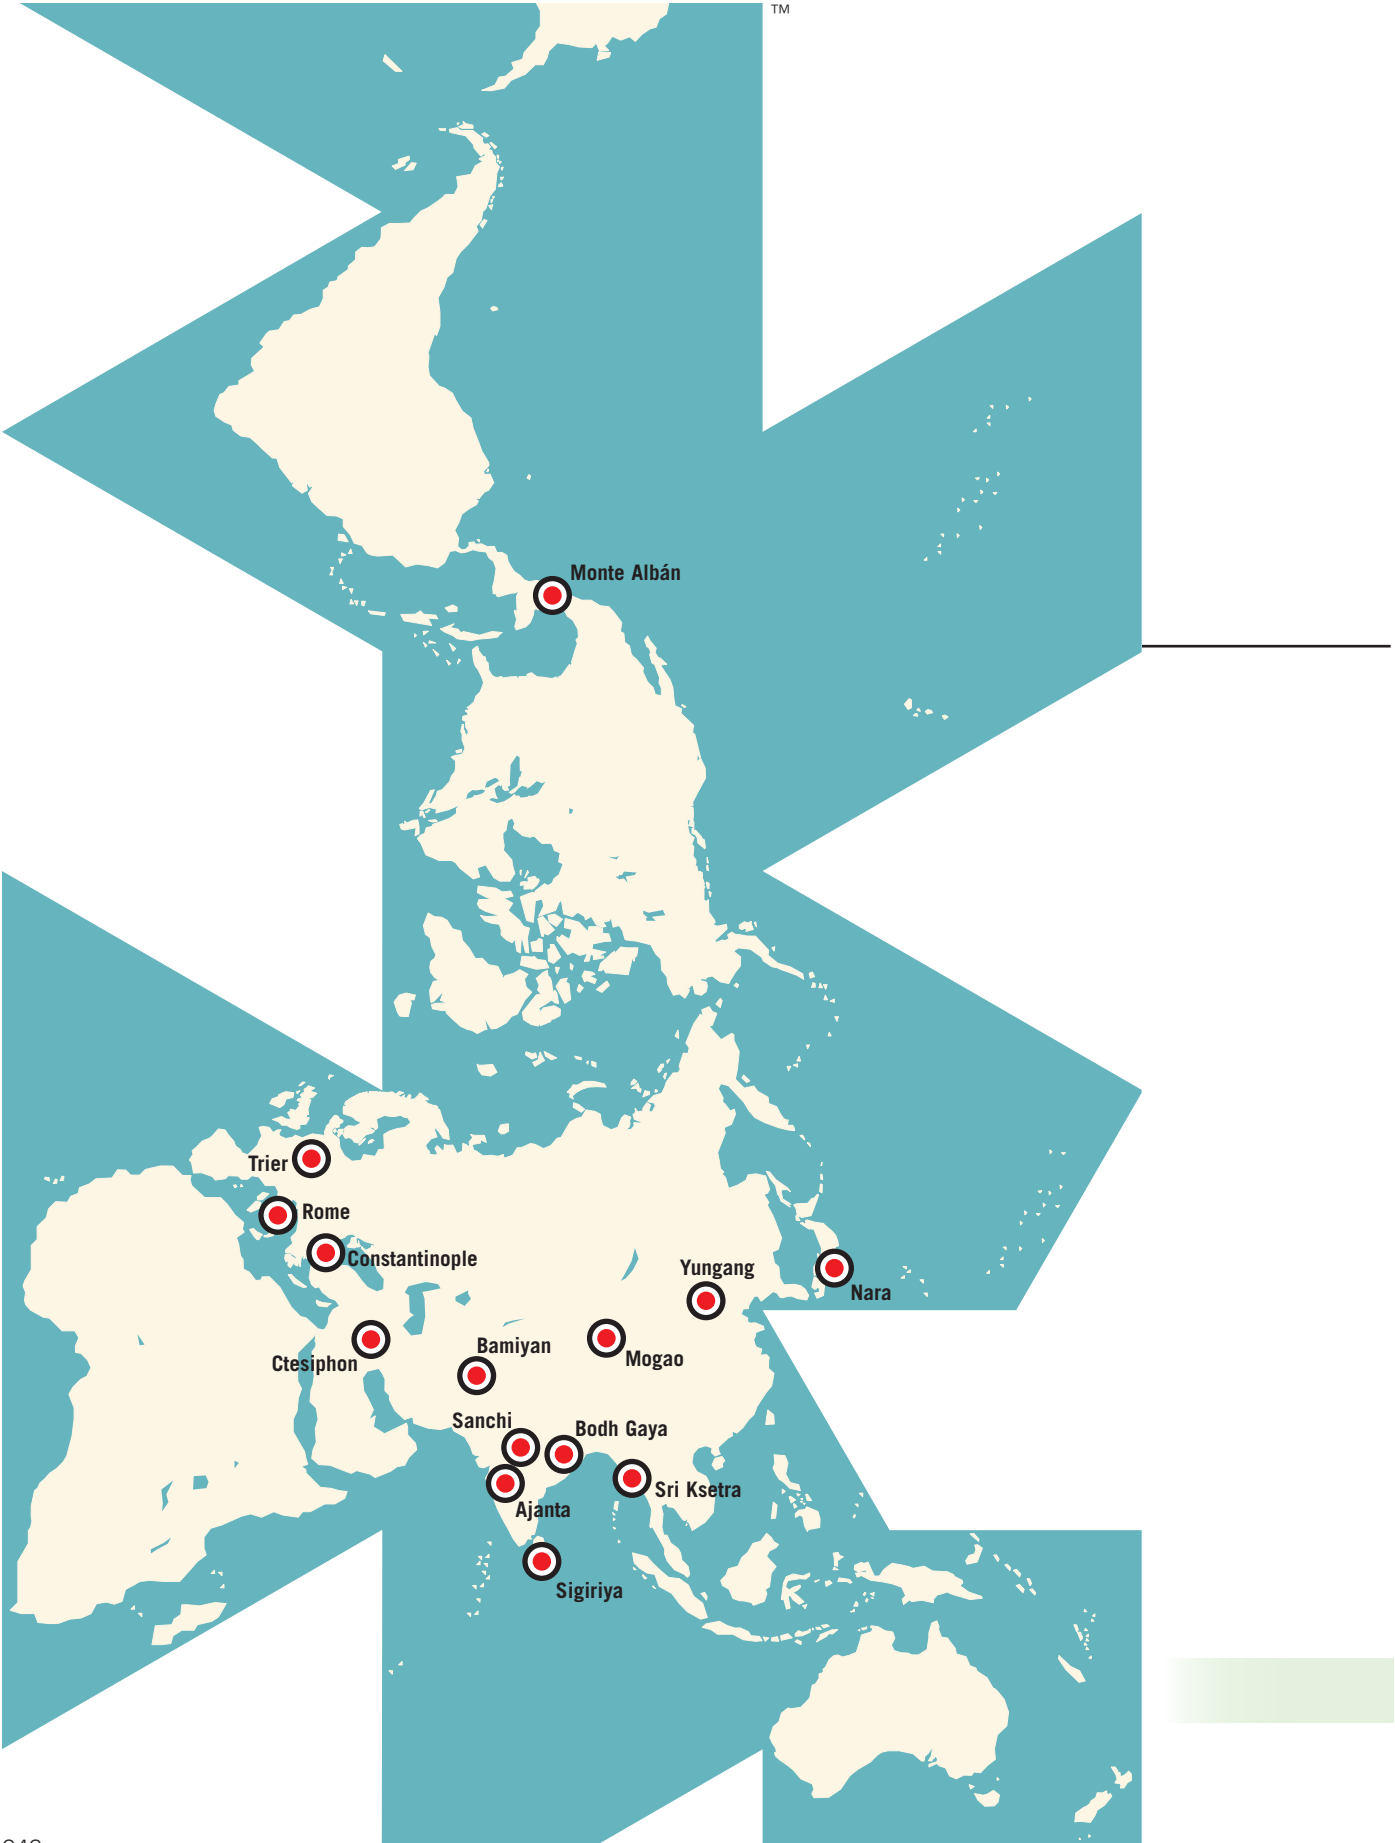 ™
Monte Albán
Trier
Rome
Constantinople
Yungang
Nara
Ctesiphon
Bamiyan
Mogao
Sanchi
Bodh Gaya
Sri Ksetra
Ajanta
Sigiriya